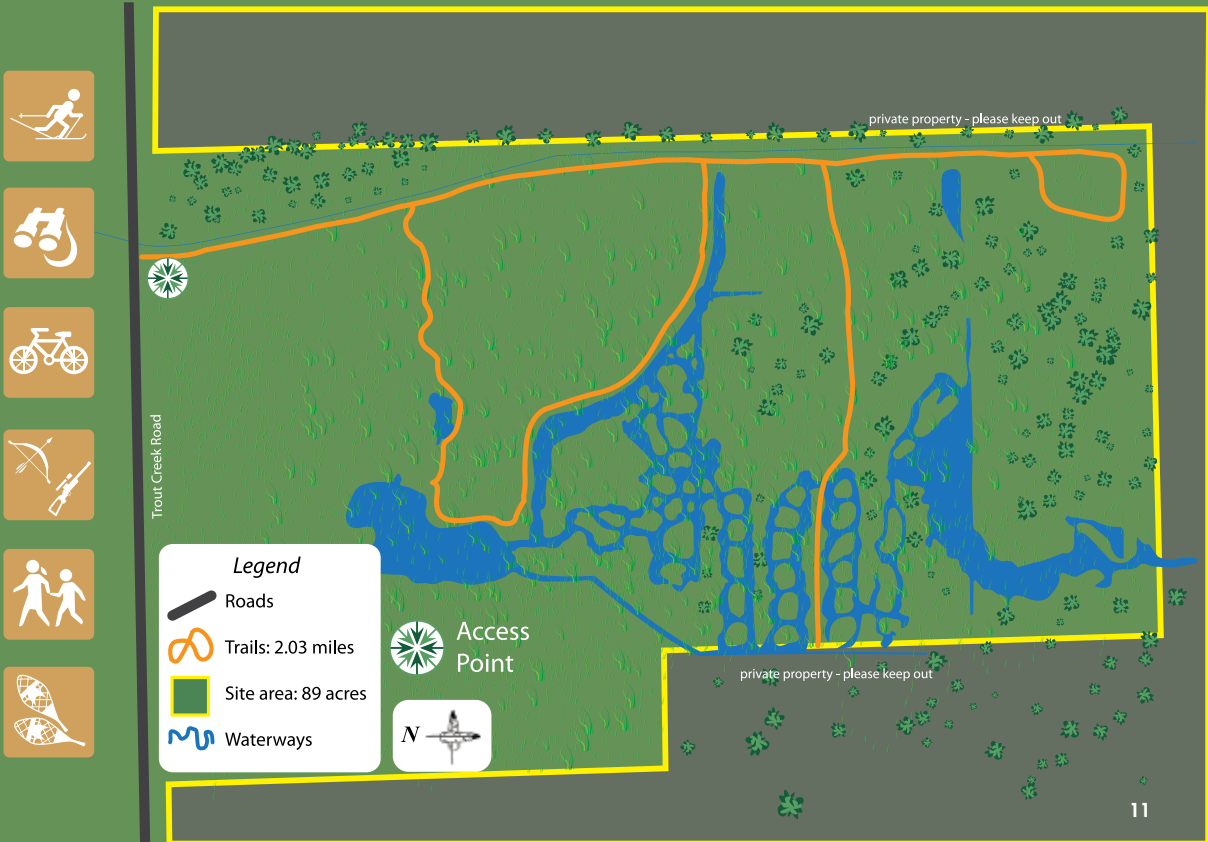 private property - please keep out
Trout Creek Road
Legend
Roads
Trails: 2.03 miles
Site area: 89 acres
Waterways
Access
Point
N
private property - please keep out
11